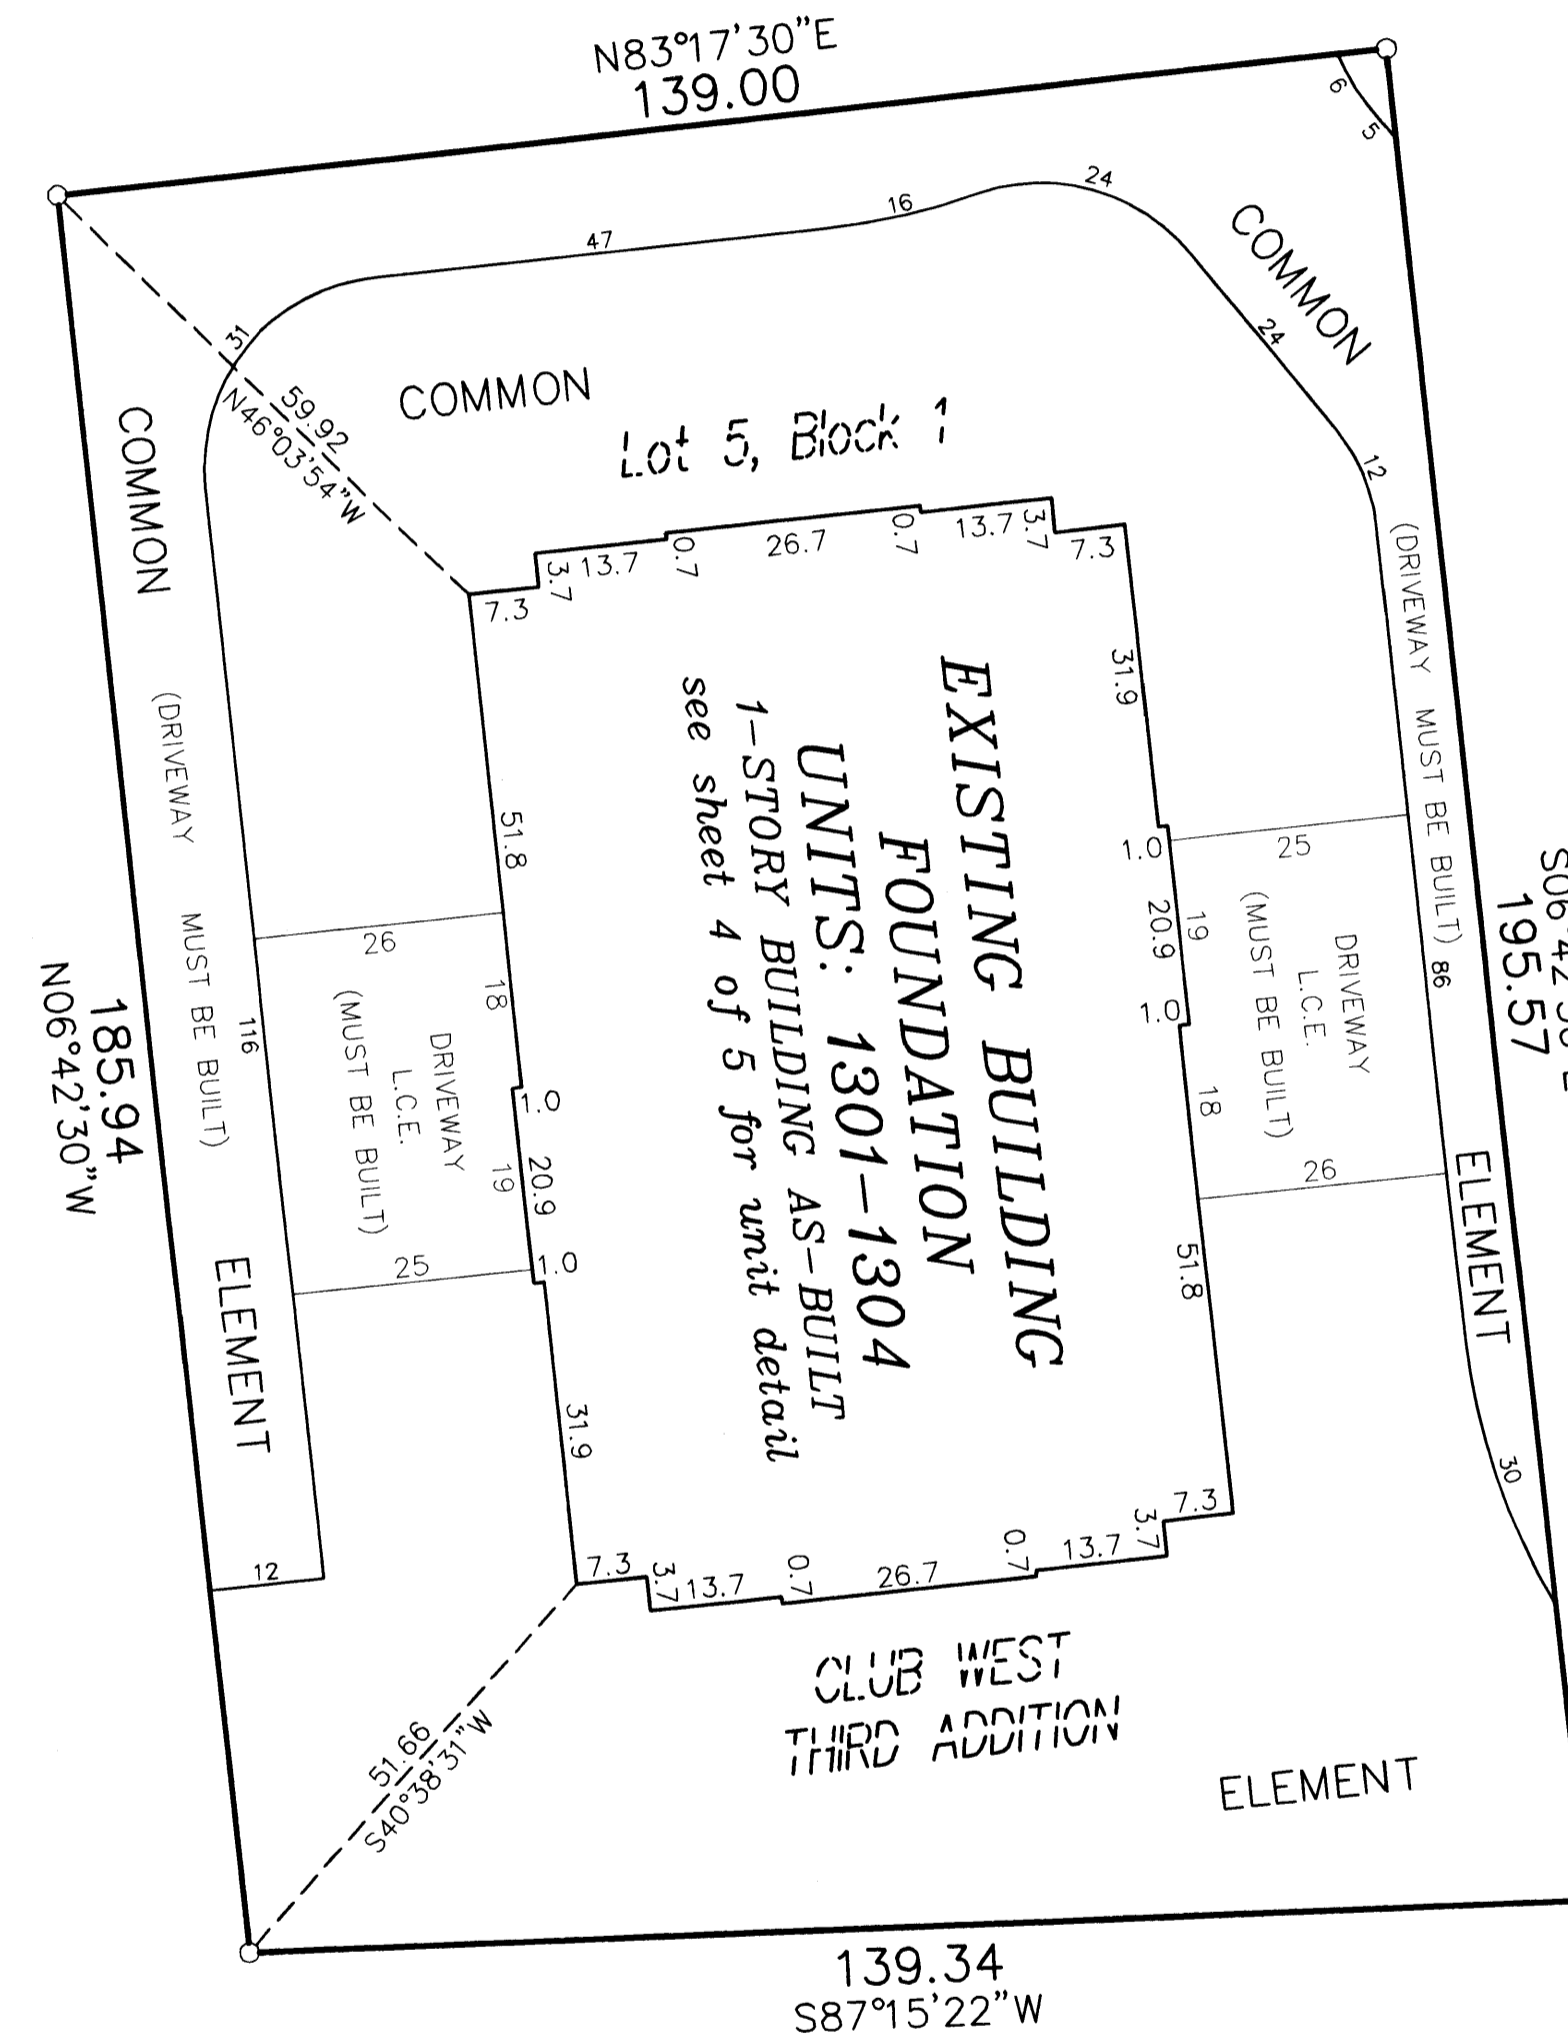 N83°17'30"E
139.00
6
5
24
16
47
COMMON
31
24
59.92
N46°03'54"W
COMMON
Lot 5, Block 1
COMMON
12
(DRIVEWAY MUST BE BUILT)
86
7.3
3.7
13.7
0.7
26.7
0.7
13.7
3.7
7.3
31.9
EXISTING BUILDING
FOUNDATION
UNITS: 1301-1304
1-STORY BUILDING AS-BUILT
see sheet 4 of 5 for unit detail
(DRIVEWAY MUST BE BUILT)
51.8
1.0
25
20.9
19
1.0
18
DRIVEWAY
L.C.E.
(MUST BE BUILT)
26
195.57
26
18
116
185.94
N06°42'30"W
DRIVEWAY
L.C.E.
(MUST BE BUILT)
1.0
19
20.9
1.0
25
51.8
ELEMENT
ELEMENT
31.9
30
12
7.3
3.7
13.7
0.7
26.7
0.7
13.7
3.7
7.3
CLUB WEST
THIRD ADDITION
51.66
S40°38'31"W
ELEMENT
139.34
S87°15'22"W